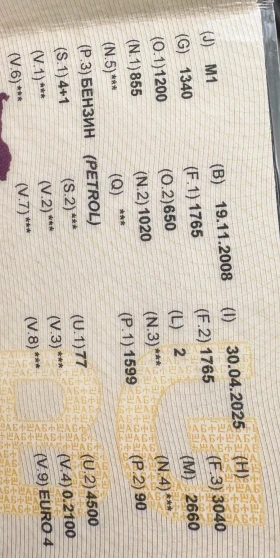 (J) M1 (B) 19.11.2008 (I) 30.04.2025 (H)
(G) 1340 (F.1) 1765 (F.2) 1765 (F.3) 3040
(O.1) 1200 (O.2) 650 (L) 2 (M) 2660
(N.1) 855 (N.2) 1020 (N.3) *** (N.4) ***
(N.5) *** (Q) *** (P.1) 1599 (P.2) 90
(P.3) БЕНЗИН (PETROL)
(S.1) 4+1 (S.2) *** (U.1) 77 (U.2) 4500
(V.1) *** (V.2) *** (V.3) *** (V.4) 0.2100
(V.6) *** (V.7) *** (V.8) *** (V.9) EURO 4